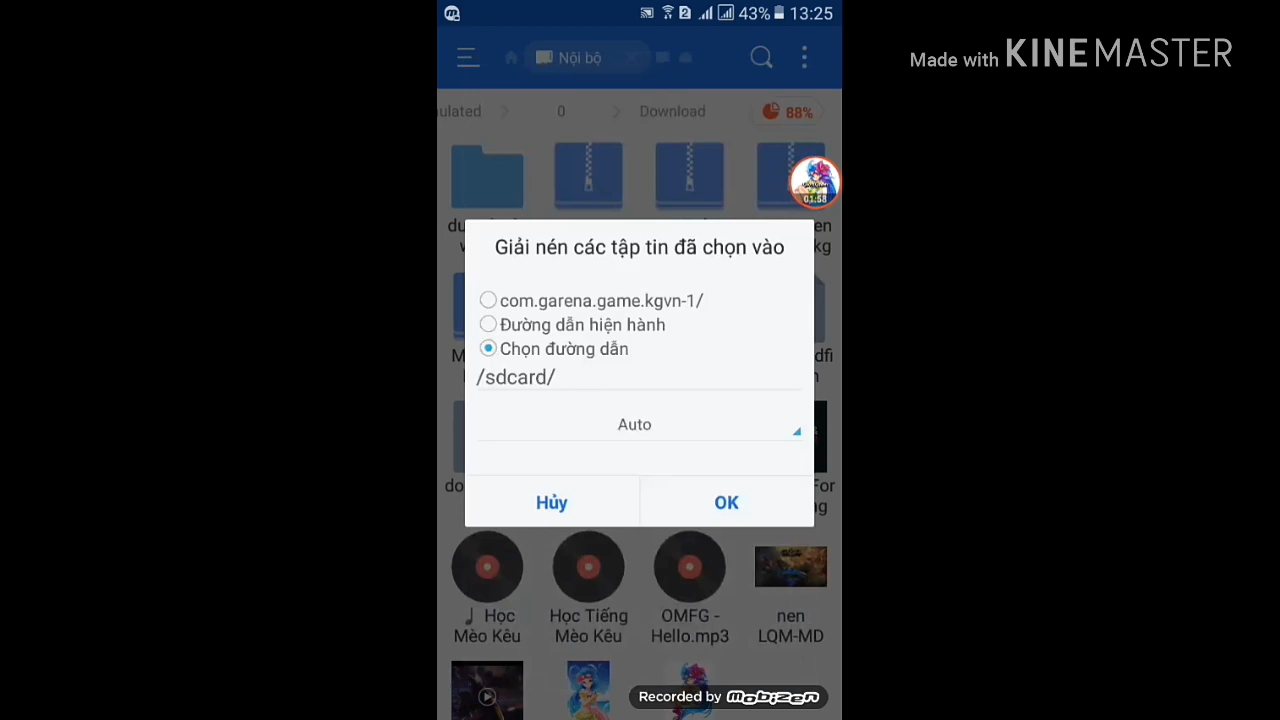 43% 13:25
Made with KINEMASTER
Nội bộ
ulated 0 Download 88%
01:58
Giải nén các tập tin đã chọn vào
com.garena.game.kgvn-1/
Đường dẫn hiện hành
Chọn đường dẫn
/sdcard/
Auto
Hủy OK
♩ Học Mèo Kêu
Học Tiếng Mèo Kêu
OMFG - Hello.mp3
nen LQM-MD
Recorded by mobizen